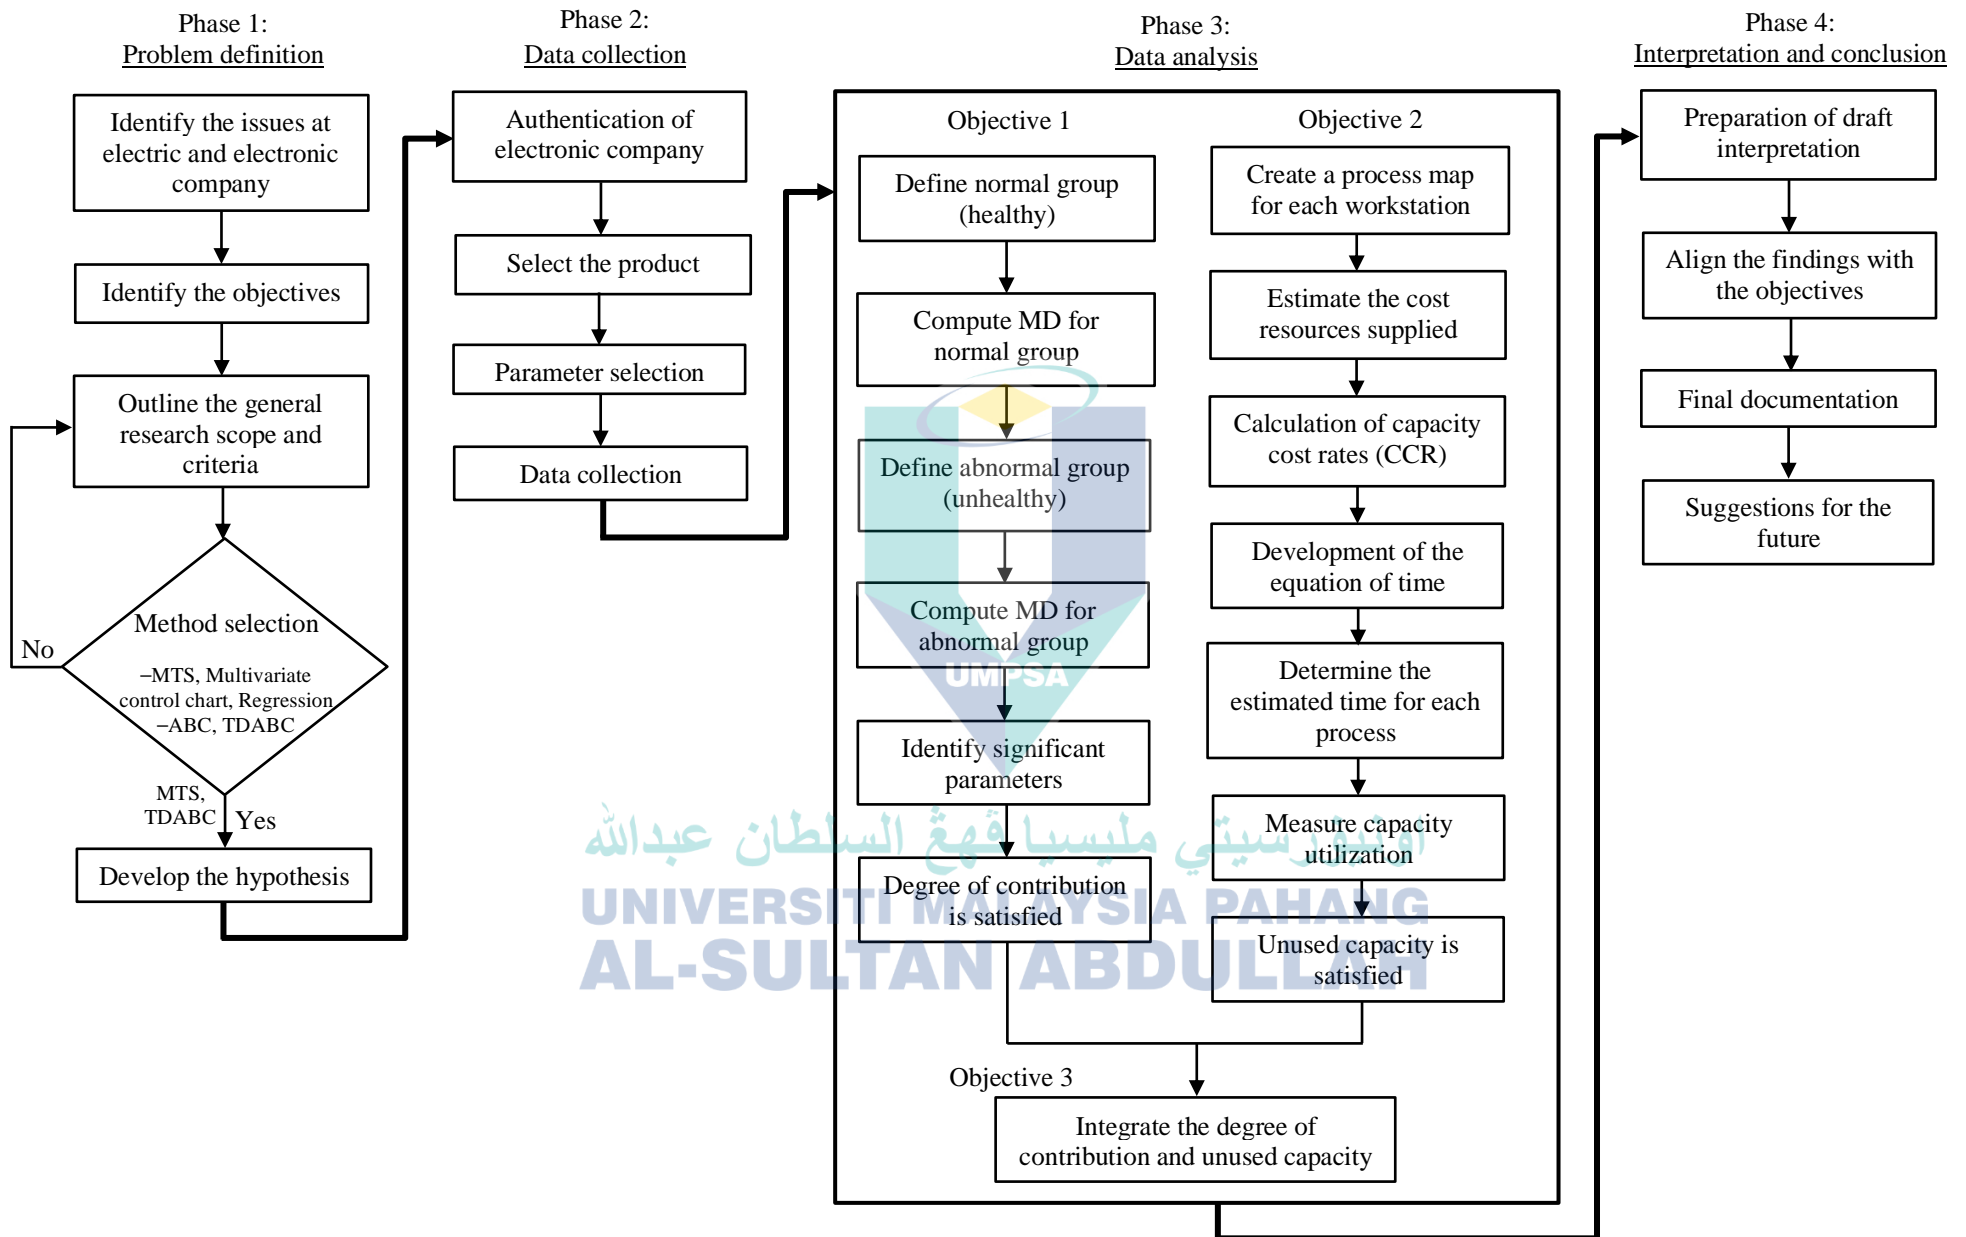 Phase 1:
Problem definition
Identify the issues at
electric and electronic
company
Identify the objectives
Outline the general
research scope and
criteria
Method selection
–MTS, Multivariate
control chart, Regression
–ABC, TDABC
No
MTS,
TDABC
Yes
Develop the hypothesis
Phase 2:
Data collection
Authentication of
electronic company
Select the product
Parameter selection
Data collection
Phase 3:
Data analysis
Objective 1
Define normal group
(healthy)
Compute MD for
normal group
Define abnormal group
(unhealthy)
Compute MD for
abnormal group
Identify significant
parameters
Degree of contribution
is satisfied
Objective 2
Create a process map
for each workstation
Estimate the cost
resources supplied
Calculation of capacity
cost rates (CCR)
Development of the
equation of time
Determine the
estimated time for each
process
Measure capacity
utilization
Unused capacity is
satisfied
Objective 3
Integrate the degree of
contribution and unused capacity
Phase 4:
Interpretation and conclusion
Preparation of draft
interpretation
Align the findings with
the objectives
Final documentation
Suggestions for the
future
UMPSA
اونيۏرسيتي مليسيا ڤهڠ السلطان عبدالله
UNIVERSITI MALAYSIA PAHANG
AL-SULTAN ABDULLAH